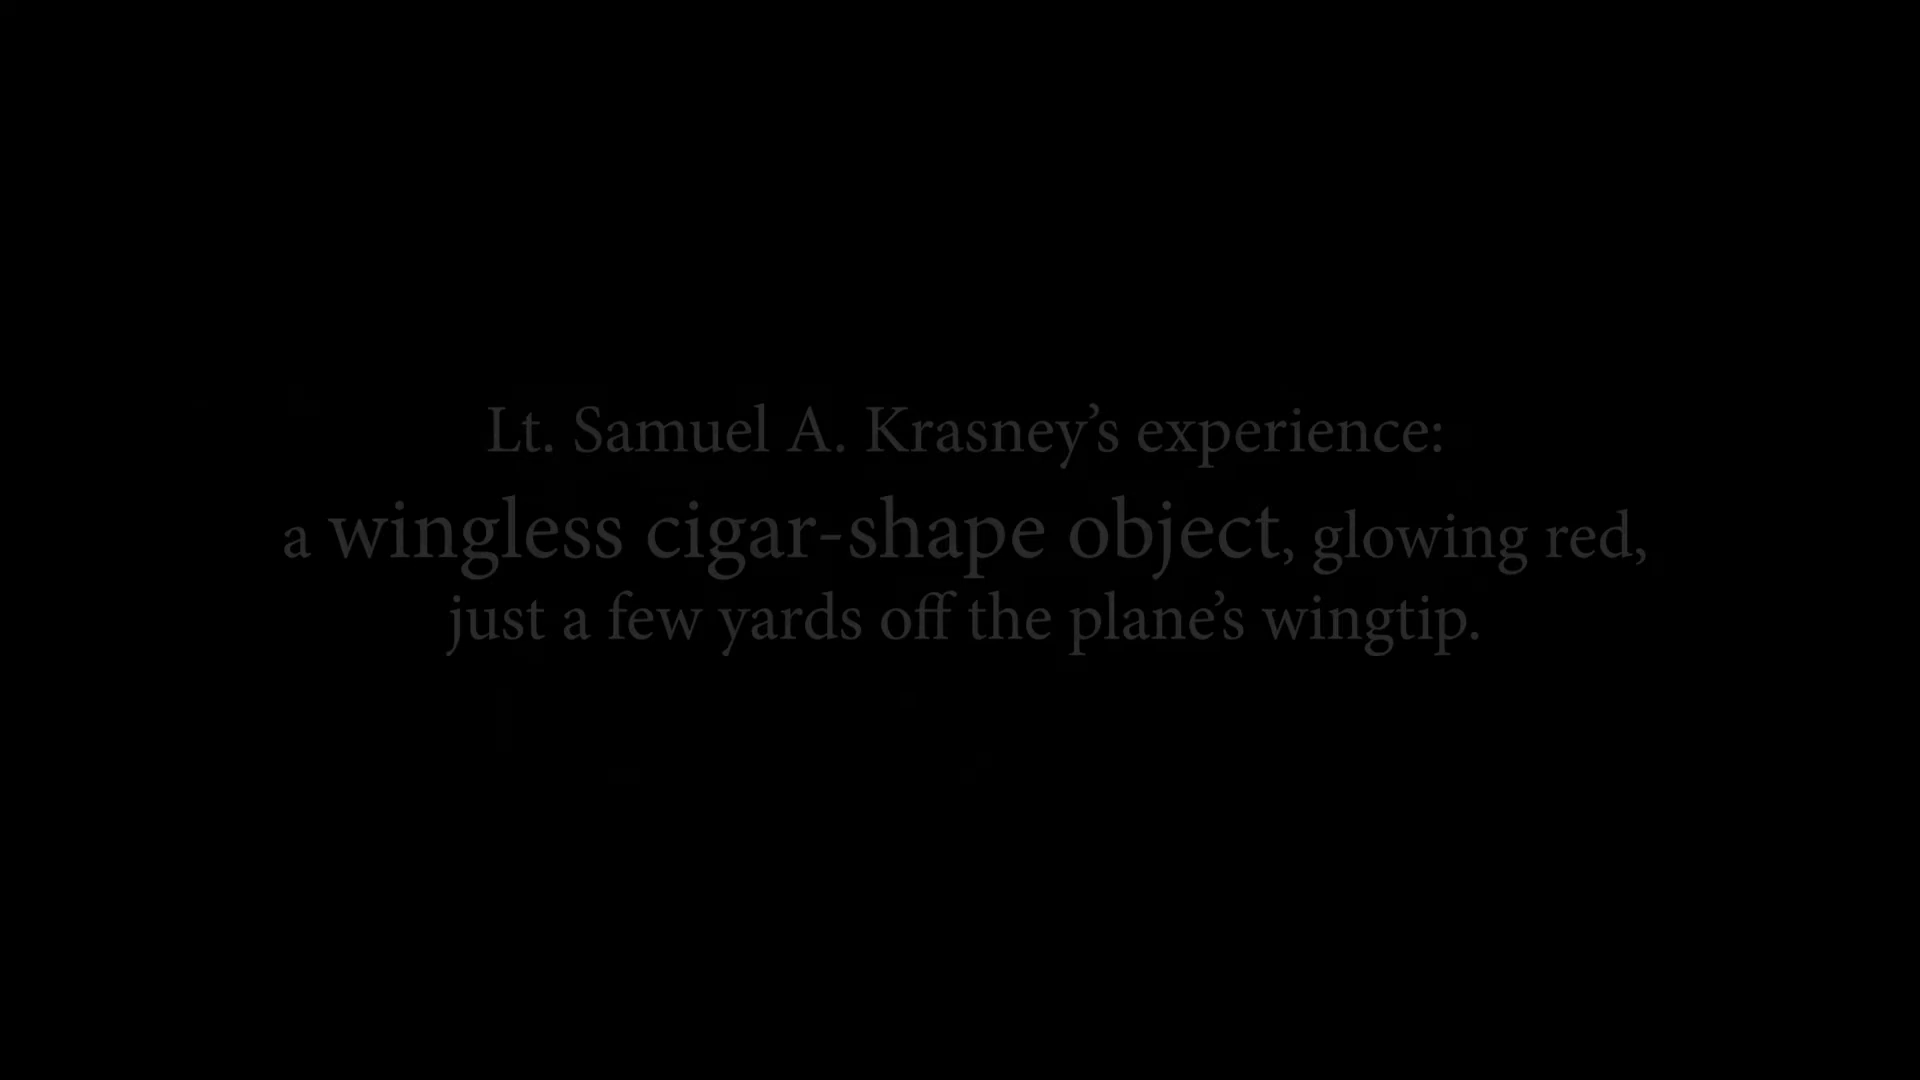 Lt. Samuel A. Krasney’s experience:
a wingless cigar-shape object, glowing red,
just a few yards off the plane’s wingtip.